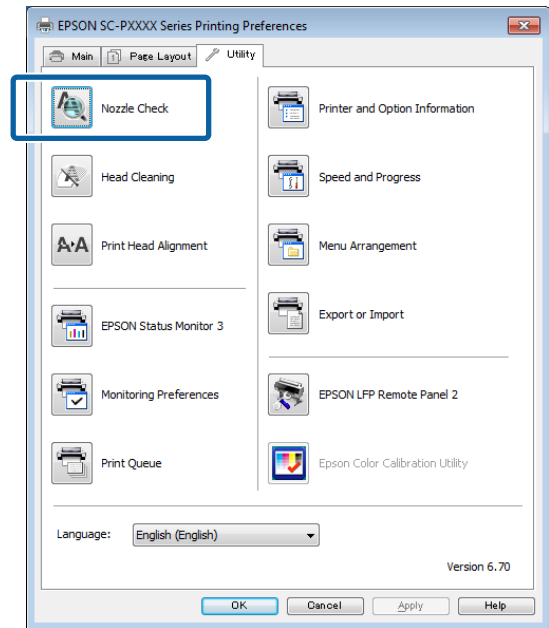 EPSON SC-PXXXX Series Printing Preferences
Main
Page Layout
Utility
Nozzle Check
Printer and Option Information
Head Cleaning
Speed and Progress
A A Print Head Alignment
Menu Arrangement
Export or Import
EPSON Status Monitor 3
Monitoring Preferences
EPSON LFP Remote Panel 2
Print Queue
Epson Color Calibration Utility
Language: English (English)
Version 6.70
OK
Cancel
Apply
Help